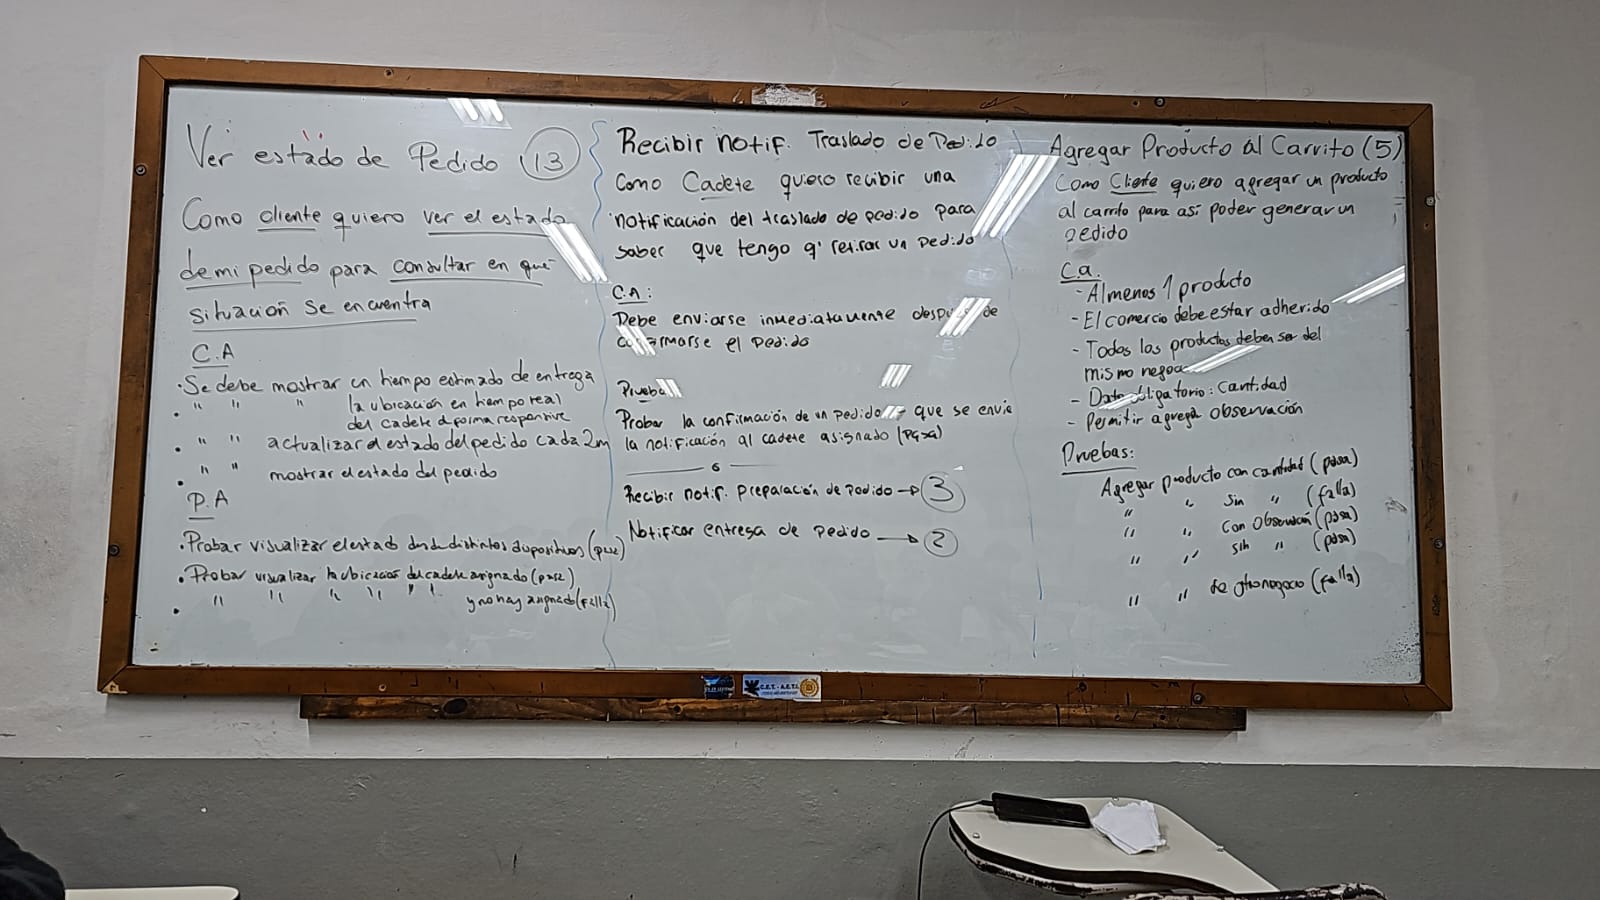 Ver estado de Pedido (13)
Como cliente quiero ver el estado
de mi pedido para consultar en que
situación se encuentra
C.A
. Se debe mostrar un tiempo estimado de entrega
. " " " la ubicación en tiempo real
del cadete de forma responsive
. " " actualizar el estado del pedido cada 2m
. " " mostrar el estado del pedido
P.A
. Probar visualizar el estado desde distintos dispositivos (pasa)
. Probar visualizar la ubicación del cadete asignado (pasa)
. " " " " " " y no hay asignado (falla)
Recibir notif. Traslado de Pedido
Como Cadete quiero recibir una
notificación del traslado de pedido para
saber que tengo q' retirar un pedido
C.A:
Debe enviarse inmediatamente después de
el pedido
Prueba
Probar la confirmación de un pedido que se envie
la notificación al cadete asignado (pasa)
Recibir notif. Preparación de Pedido → 3
Notificar entrega de pedido → 2
Agregar Producto al Carrito (5)
Como Cliente quiero agregar un producto
al carrito para así poder generar un
pedido
C.a.
- Al menos 1 producto
- El comercio debe estar adherido
- Todos los productos deben ser del
mismo
- Dato obligatorio: cantidad
- Permitir agregar observación
Pruebas:
Agregar producto con cantidad (pasa)
" " Sin " (falla)
" " Con Observación (pasa)
" " sin " (pasa)
" " de otro negocio (falla)
C.E.T. - A.E.T.I.